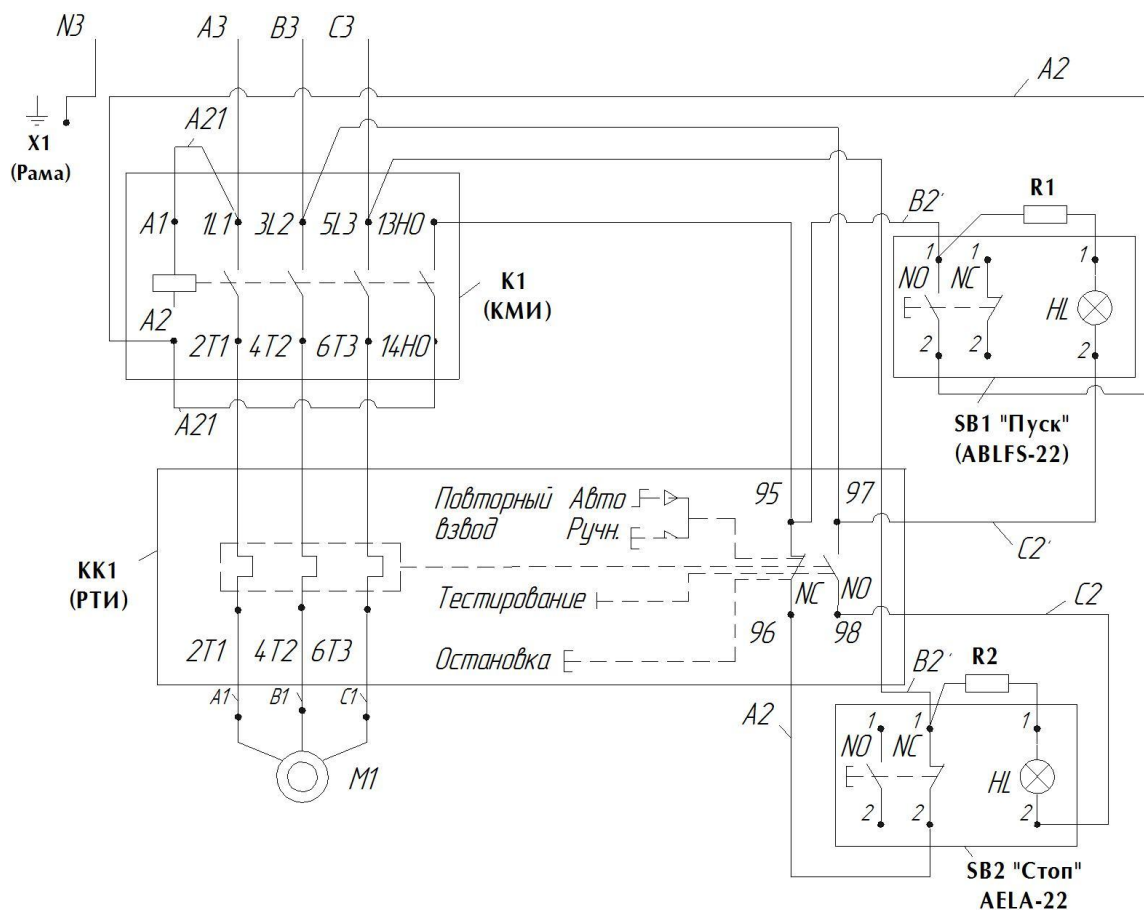 N3
A3
B3
C3
A2
A21
X1
(Рама)
R1
B2'
A1
1L1
3L2
5L3
13НО
1
1
1
NO
NC
HL
К1
(КМИ)
A2
2T1
4T2
6T3
14НО
2
2
2
A21
SB1 "Пуск"
(ABLFS-22)
Повторный
взвод
Авто
Ручн.
95
97
C2'
КК1
(РТИ)
Тестирование
NC
NO
C2
96
98
2T1
4T2
6T3
Остановка
B2'
R2
A1
B1
C1
A2
1
1
1
NO
NC
HL
M1
2
2
2
SB2 "Стоп"
AELA-22